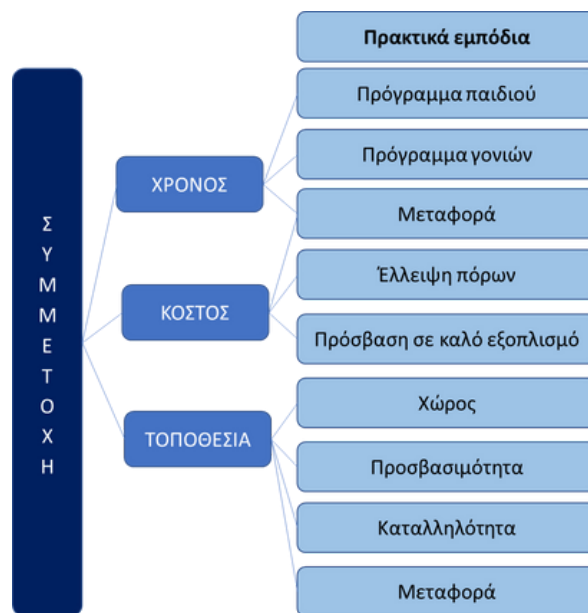 Πρακτικά εμπόδια
ΣΥΜΜΕΤΟΧΗ
ΧΡΟΝΟΣ
Πρόγραμμα παιδιού
Πρόγραμμα γονιών
Μεταφορά
ΚΟΣΤΟΣ
Έλλειψη πόρων
Πρόσβαση σε καλό εξοπλισμό
ΤΟΠΟΘΕΣΙΑ
Χώρος
Προσβασιμότητα
Καταλληλότητα
Μεταφορά